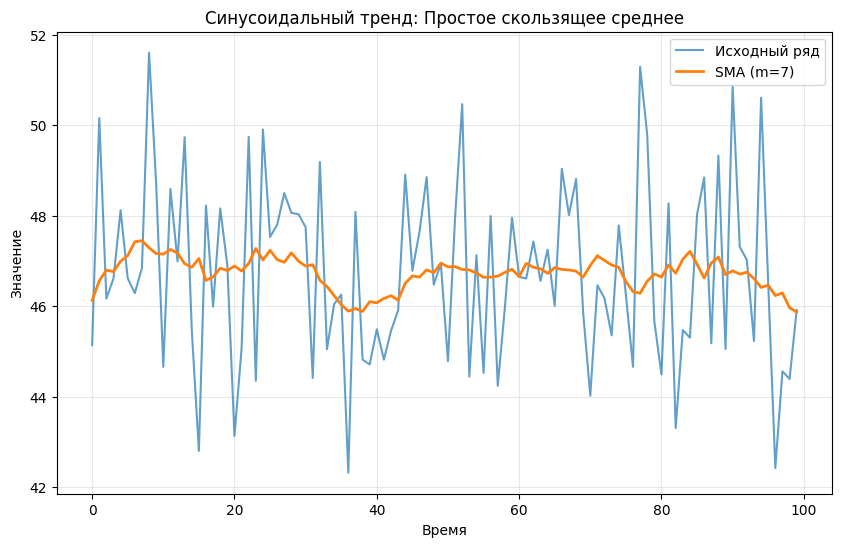 Синусоидальный тренд: Простое скользящее среднее
Исходный ряд
SMA (m=7)
Значение
52
50
48
46
44
42
0
20
40
60
80
100
Время